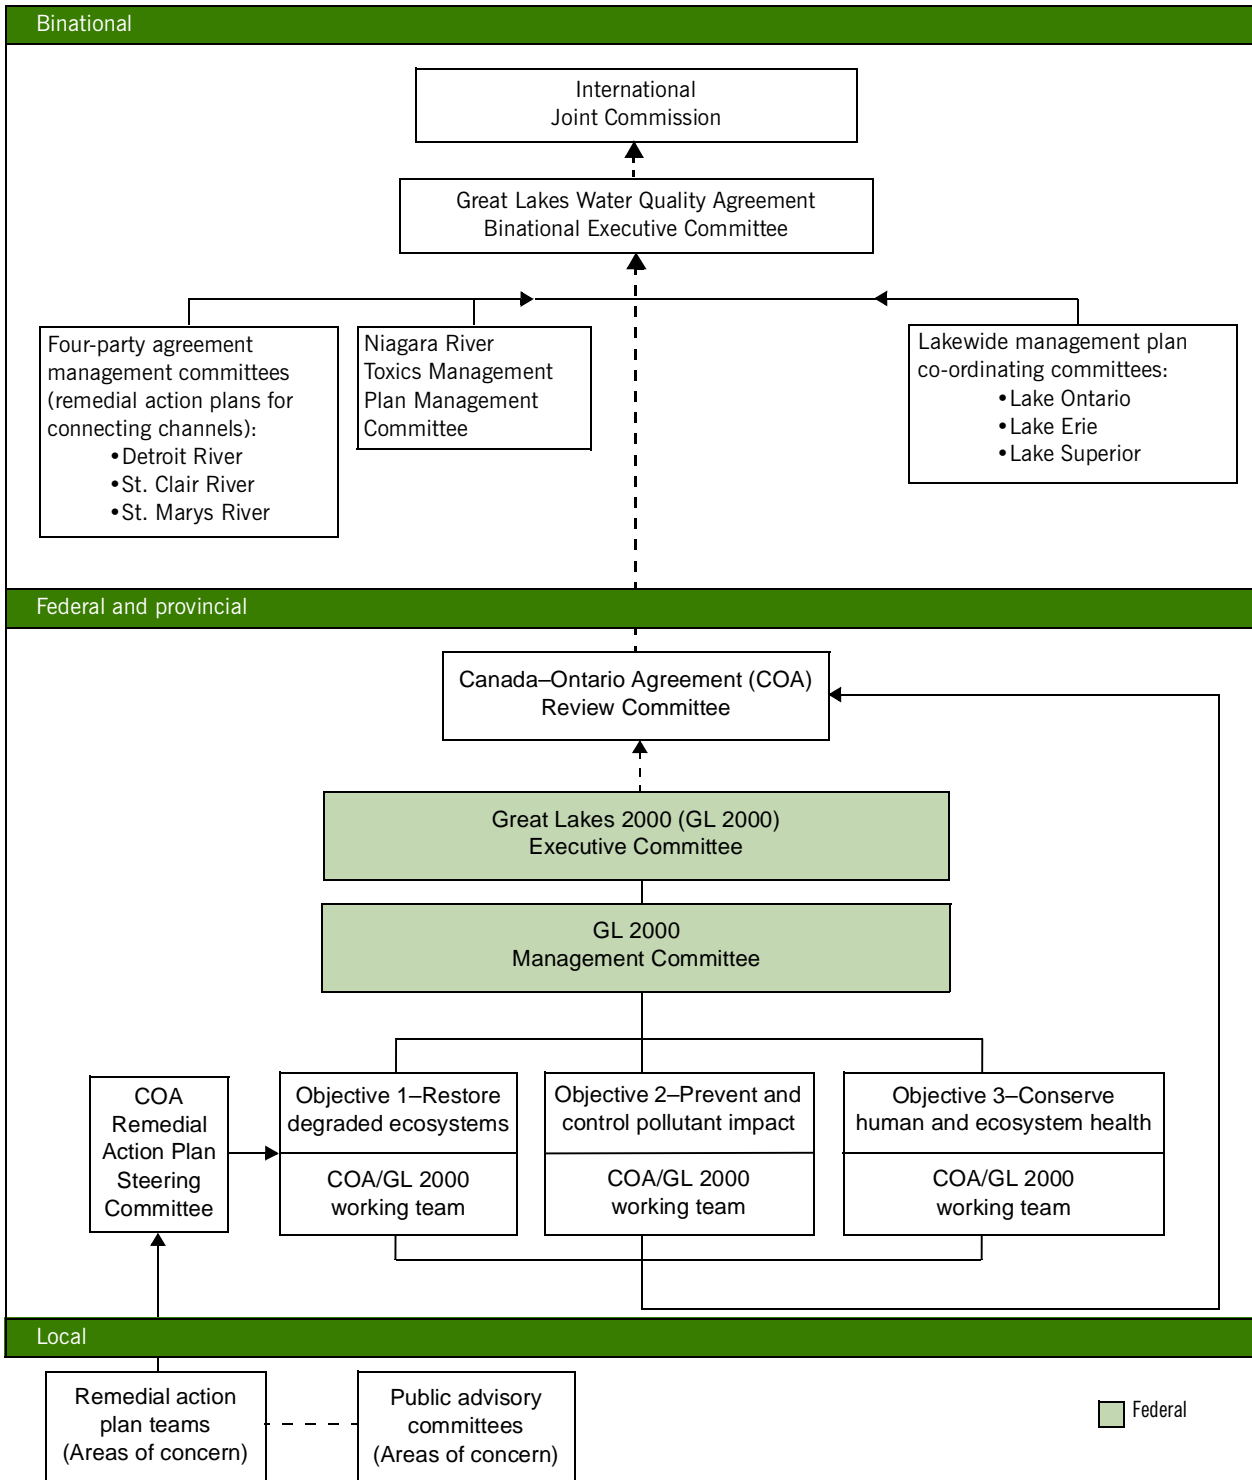 Binational
International
Joint Commission
Great Lakes Water Quality Agreement
Binational Executive Committee
Four-party agreement
management committees
(remedial action plans for
connecting channels):
•Detroit River
•St. Clair River
•St. Marys River
Niagara River
Toxics Management
Plan Management
Committee
Lakewide management plan
co-ordinating committees:
•Lake Ontario
•Lake Erie
•Lake Superior
Federal and provincial
Canada–Ontario Agreement (COA)
Review Committee
Great Lakes 2000 (GL 2000)
Executive Committee
GL 2000
Management Committee
COA
Remedial
Action Plan
Steering
Committee
Objective 1–Restore
degraded ecosystems
COA/GL 2000
working team
Objective 2–Prevent and
control pollutant impact
COA/GL 2000
working team
Objective 3–Conserve
human and ecosystem health
COA/GL 2000
working team
Local
Remedial action
plan teams
(Areas of concern)
Public advisory
committees
(Areas of concern)
Federal